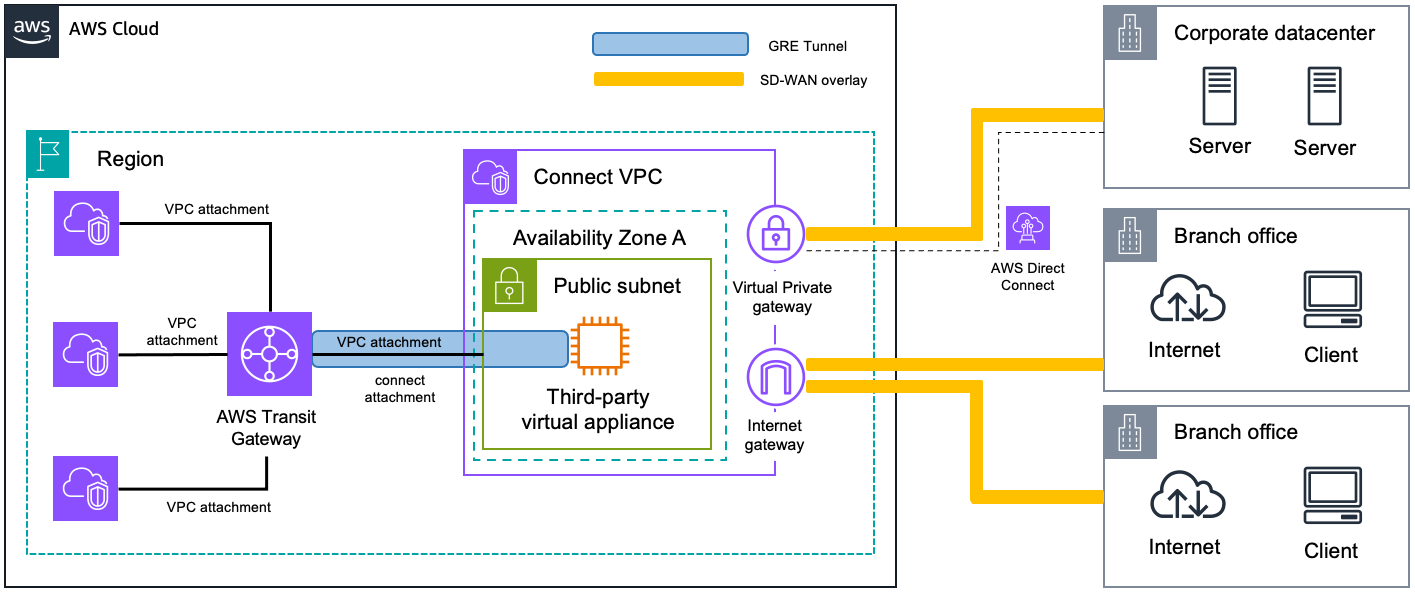 aws
AWS Cloud
GRE Tunnel
SD-WAN overlay
Region
VPC attachment
VPC
attachment
AWS Transit
Gateway
VPC attachment
VPC attachment
connect
attachment
Connect VPC
Availability Zone A
Public subnet
Third-party
virtual appliance
Virtual Private
gateway
Internet
gateway
AWS Direct
Connect
Corporate datacenter
Server
Server
Branch office
Internet
Client
Branch office
Internet
Client